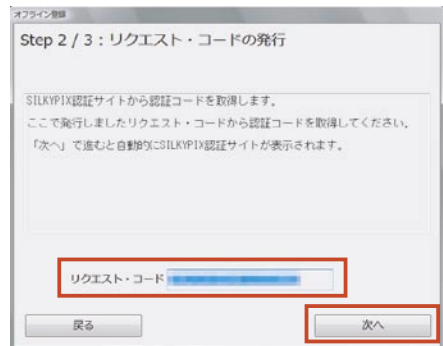 オフライン登録
Step 2 / 3：リクエスト・コードの発行
SILKYPIX認証サイトから認証コードを取得します。
ここで発行しましたリクエスト・コードから認証コードを取得してください。
「次へ」で進むと自動的にSILKYPIX認証サイトが表示されます。
リクエスト・コード
戻る
次へ